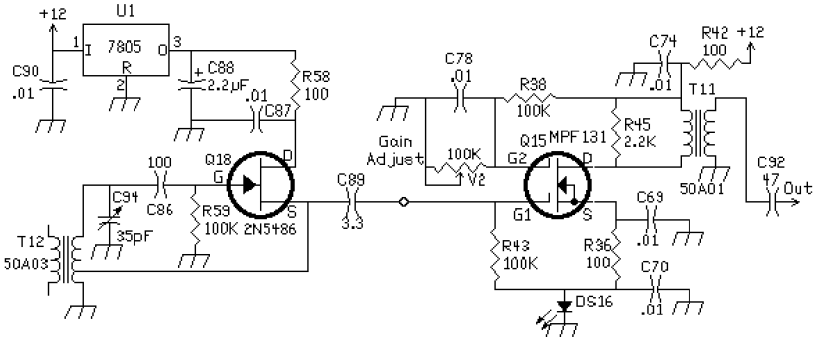 U1
+12
1
I
7805
O
3
R
2
C90
.01
C88
+
2.2µF
.01
C87
R58
100
100
C86
Q18
G
D
S
2N5486
R59
100K
C94
35pF
T12
50A03
C89
3.3
C78
.01
Gain
Adjust
100K
V2
R38
100K
Q15
MPF131
G2
G1
D
S
R45
2.2K
C74
.01
R42
100
+12
T11
50A01
C92
47
Out
C69
.01
R43
100K
R36
100
C70
.01
DS16